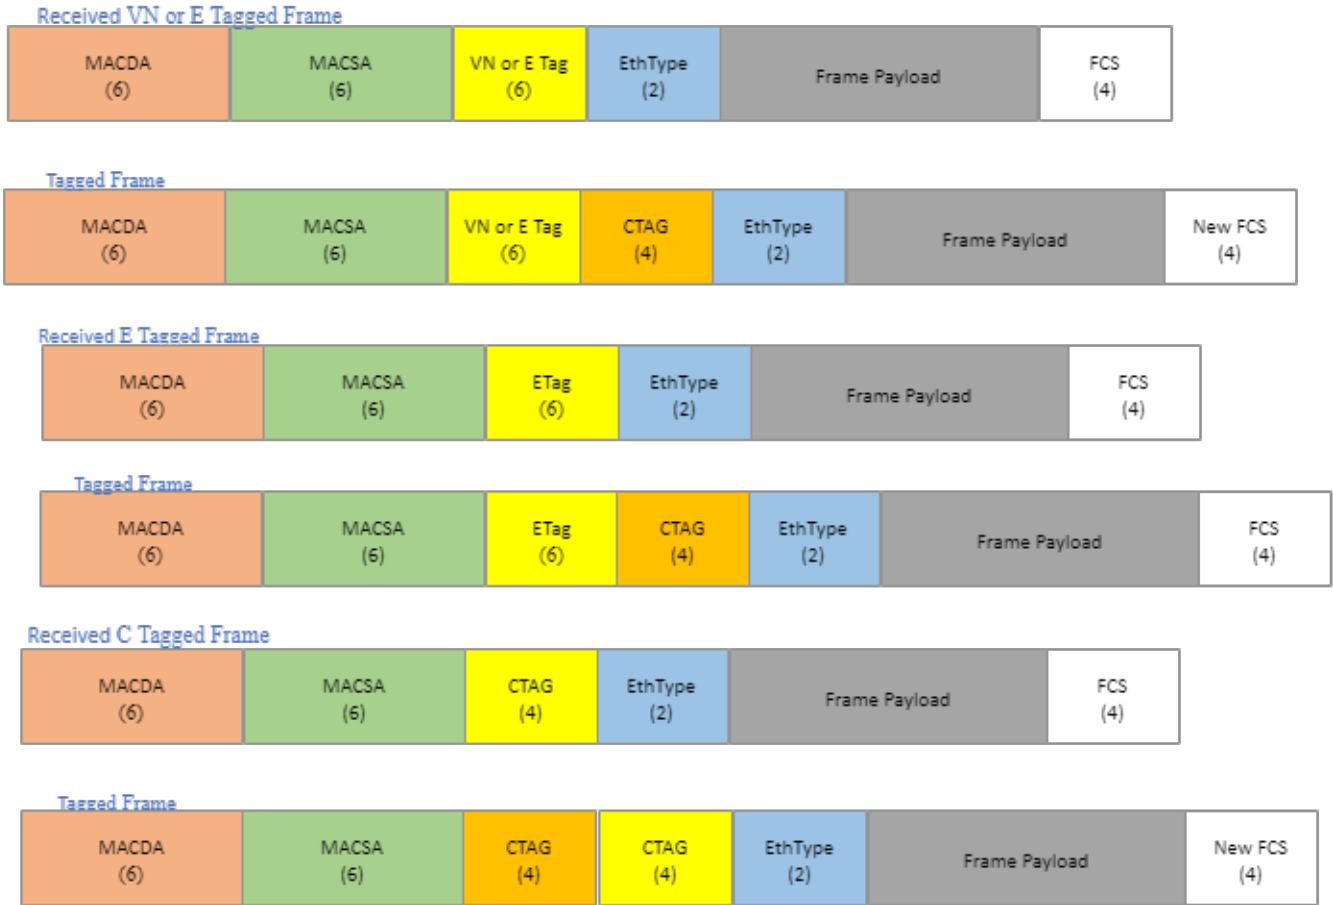 Received VN or E Tagged Frame
MACDA MACSA VN or E Tag EthType Frame Payload FCS
(6) (6) (6) (2) (4)
Tagged Frame
MACDA MACSA VN or E Tag CTAG EthType Frame Payload New FCS
(6) (6) (6) (4) (2) (4)
Received E Tagged Frame
MACDA MACSA ETag EthType Frame Payload FCS
(6) (6) (6) (2) (4)
Tagged Frame
MACDA MACSA ETag CTAG EthType Frame Payload FCS
(6) (6) (6) (4) (2) (4)
Received C Tagged Frame
MACDA MACSA CTAG EthType Frame Payload FCS
(6) (6) (4) (2) (4)
Tagged Frame
MACDA MACSA CTAG CTAG EthType Frame Payload New FCS
(6) (6) (4) (4) (2) (4)